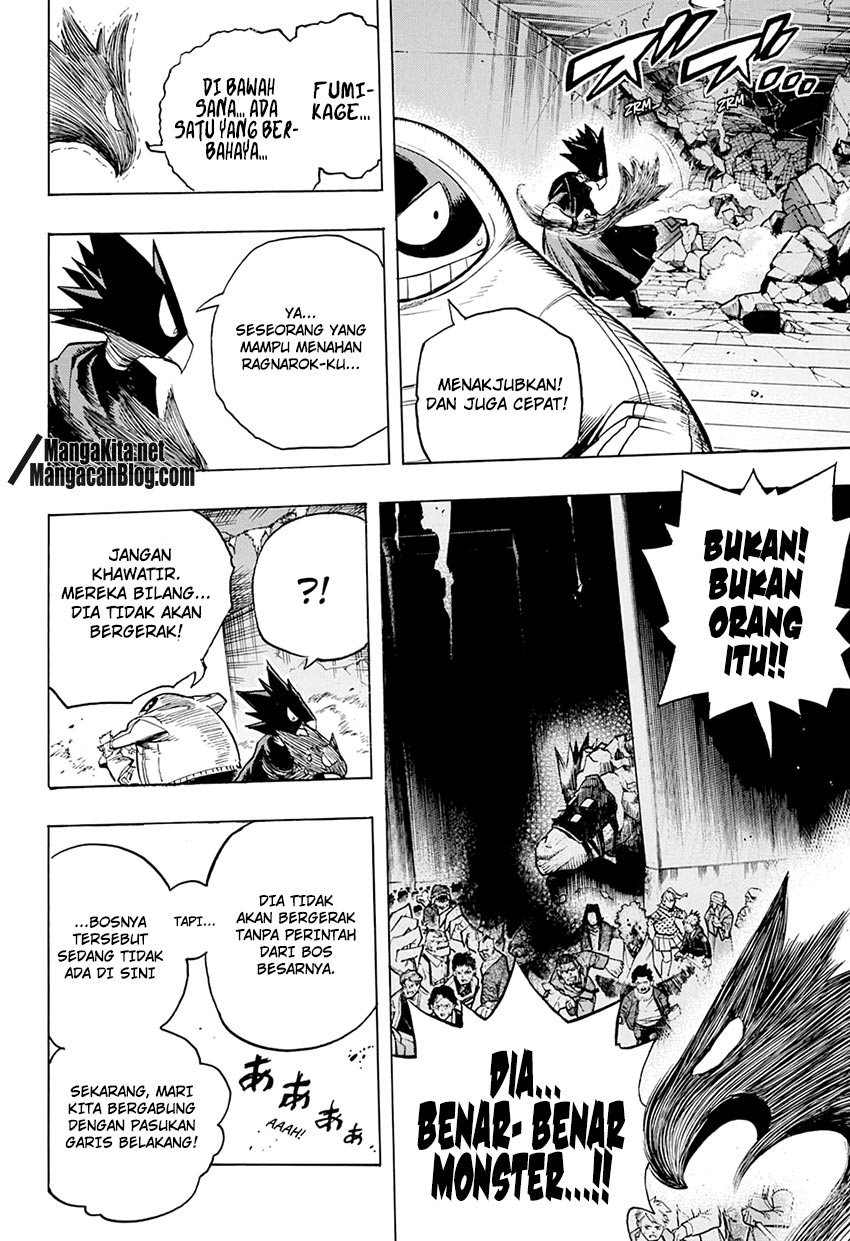 ズズズ
ZRM
ZRM
MENAKJUBKAN!
DAN JUGA CEPAT!
FUMI-
KAGE...
DI BAWAH
SANA... ADA
SATU YANG BER-
BAHAYA...
YA...
SESEORANG YANG
MAMPU MENAHAN
RAGNAROK-KU...
MangaKita.net
MangacanBlog.com
BUKAN!
BUKAN
ORANG
ITU!!
DIA...
BENAR- BENAR
MONSTER...!!
?!
JANGAN
KHAWATIR.
MEREKA BILANG...
DIA TIDAK AKAN
BERGERAK!
DIA TIDAK
AKAN BERGERAK
TANPA PERINTAH
DARI BOS
BESARNYA.
TAPI...
...BOSNYA
TERSEBUT
SEDANG TIDAK
ADA DI SINI
SEKARANG, MARI
KITA BERGABUNG
DENGAN PASUKAN
GARIS BELAKANG!
ああぁぁ
AAAH!